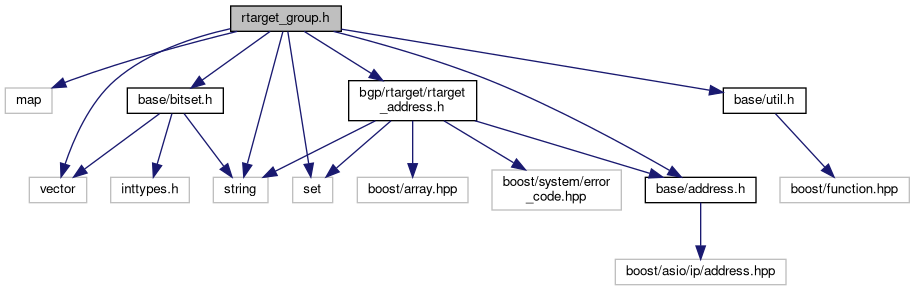 rtarget_group.h
map
base/bitset.h
bgp/rtarget/rtarget
_address.h
base/util.h
vector
inttypes.h
string
set
boost/array.hpp
boost/system/error
_code.hpp
base/address.h
boost/function.hpp
boost/asio/ip/address.hpp